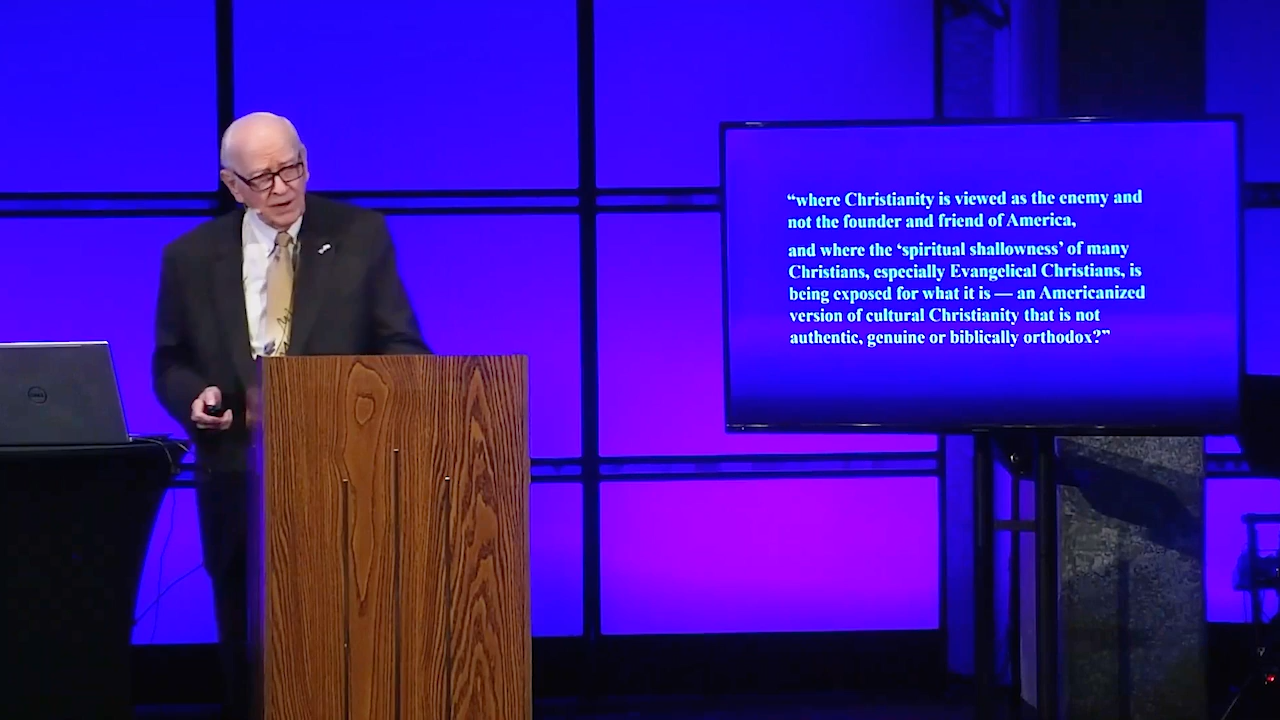 “where Christianity is viewed as the enemy and
not the founder and friend of America,
and where the ‘spiritual shallowness’ of many
Christians, especially Evangelical Christians, is
being exposed for what it is — an Americanized
version of cultural Christianity that is not
authentic, genuine or biblically orthodox?”
DELL